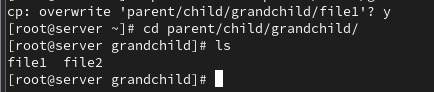 cp: overwrite 'parent/child/grandchild/file1'? y
[root@server ~]# cd parent/child/grandchild/
[root@server grandchild]# ls
file1  file2
[root@server grandchild]#